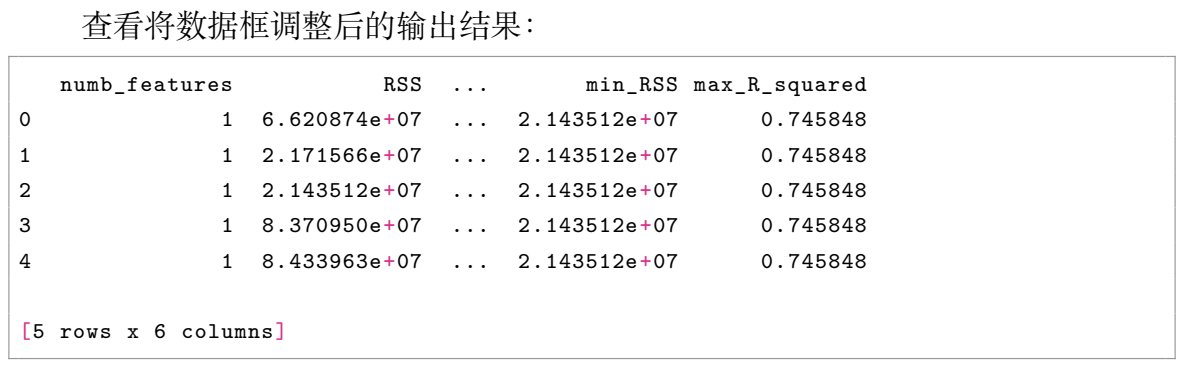 查看将数据框调整后的输出结果：
numb_features RSS ... min_RSS max_R_squared
0 1 6.620874e+07 ... 2.143512e+07 0.745848
1 1 2.171566e+07 ... 2.143512e+07 0.745848
2 1 2.143512e+07 ... 2.143512e+07 0.745848
3 1 8.370950e+07 ... 2.143512e+07 0.745848
4 1 8.433963e+07 ... 2.143512e+07 0.745848
[5 rows x 6 columns]